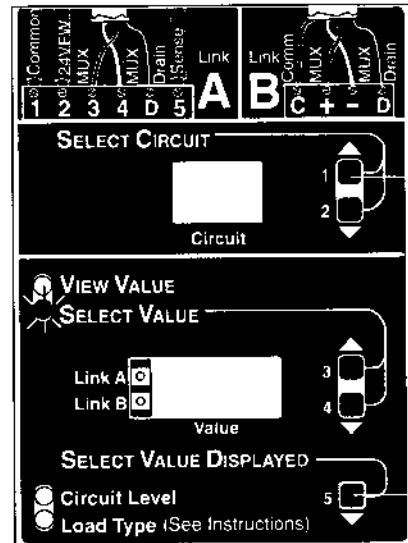 Common
24VFW
MUX
MUX
Drain
Sense
Link
A
1 2 3 4 D 5
Link
B
Comm
MUX
MUX
Drain
C + - D
SELECT CIRCUIT
1
2
Circuit
VIEW VALUE
SELECT VALUE
Link A
Link B
3
4
Value
SELECT VALUE DISPLAYED
Circuit Level
5
Load Type (See Instructions)